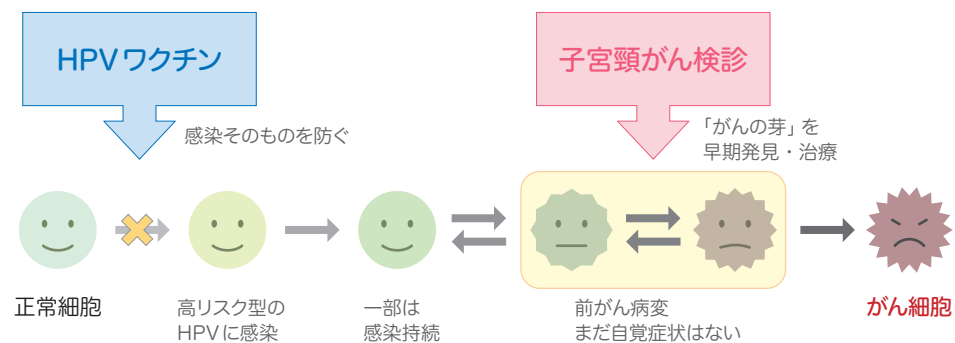 HPVワクチン
子宮頸がん検診
感染そのものを防ぐ
「がんの芽」を
早期発見・治療
正常細胞
高リスク型の
HPVに感染
一部は
感染持続
前がん病変
まだ自覚症状はない
がん細胞